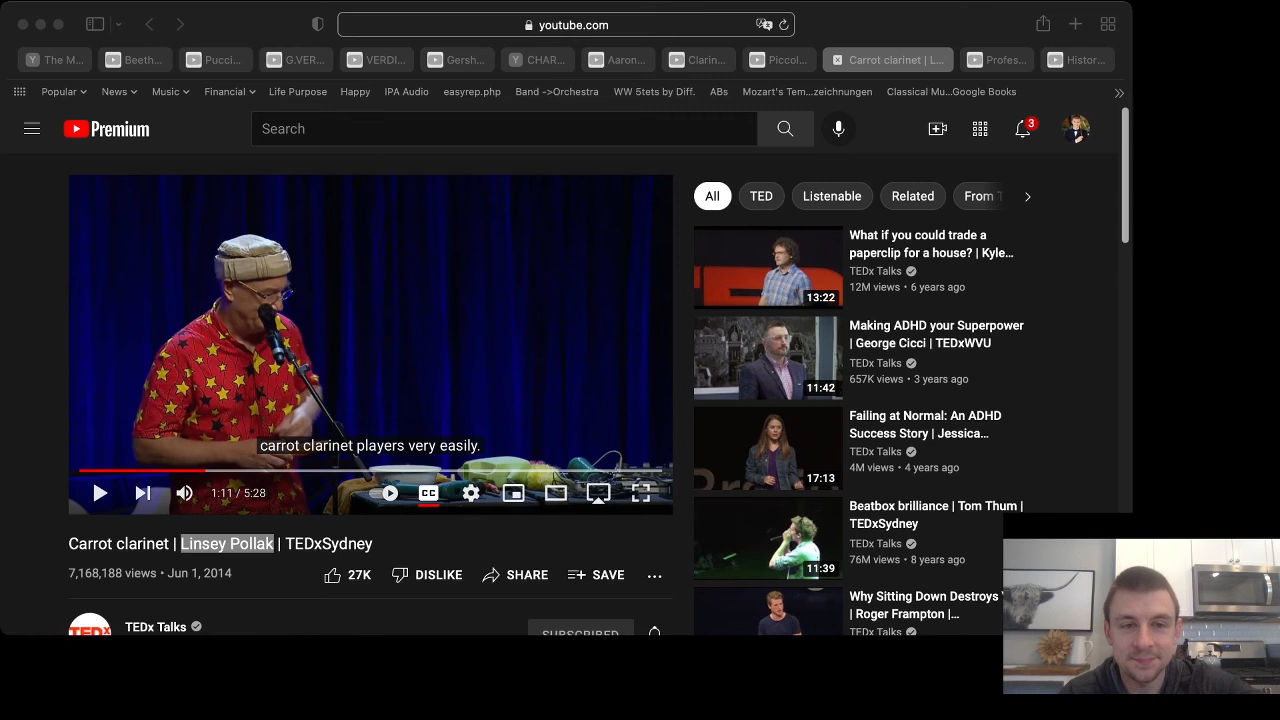 youtube.com
The M...
Beeth...
Pucci...
G.VER...
VERDI...
Gersh...
CHAR...
Aaron...
Clarin...
Piccol...
Carrot clarinet | L...
Profes...
Histor...
Popular
News
Music
Financial
Life Purpose
Happy
IPA Audio
easyrep.php
Band ->Orchestra
WW 5tets by Diff.
ABs
Mozart's Tem...zeichnungen
Classical Mu...Google Books
Premium
Search
3
All
TED
Listenable
Related
From T
carrot clarinet players very easily.
1:11 / 5:28
CC
Carrot clarinet | Linsey Pollak | TEDxSydney
7,168,188 views • Jun 1, 2014
27K
DISLIKE
SHARE
SAVE
TEDx
TEDx Talks
SUBSCRIBED
What if you could trade a
paperclip for a house? | Kyle...
TEDx Talks
12M views • 6 years ago
13:22
Making ADHD your Superpower
| George Cicci | TEDxWVU
TEDx Talks
657K views • 3 years ago
11:42
Failing at Normal: An ADHD
Success Story | Jessica...
TEDx Talks
4M views • 4 years ago
17:13
Beatbox brilliance | Tom Thum |
TEDxSydney
TEDx Talks
76M views • 8 years ago
11:39
Why Sitting Down Destroys
| Roger Frampton |...
TEDx Talks